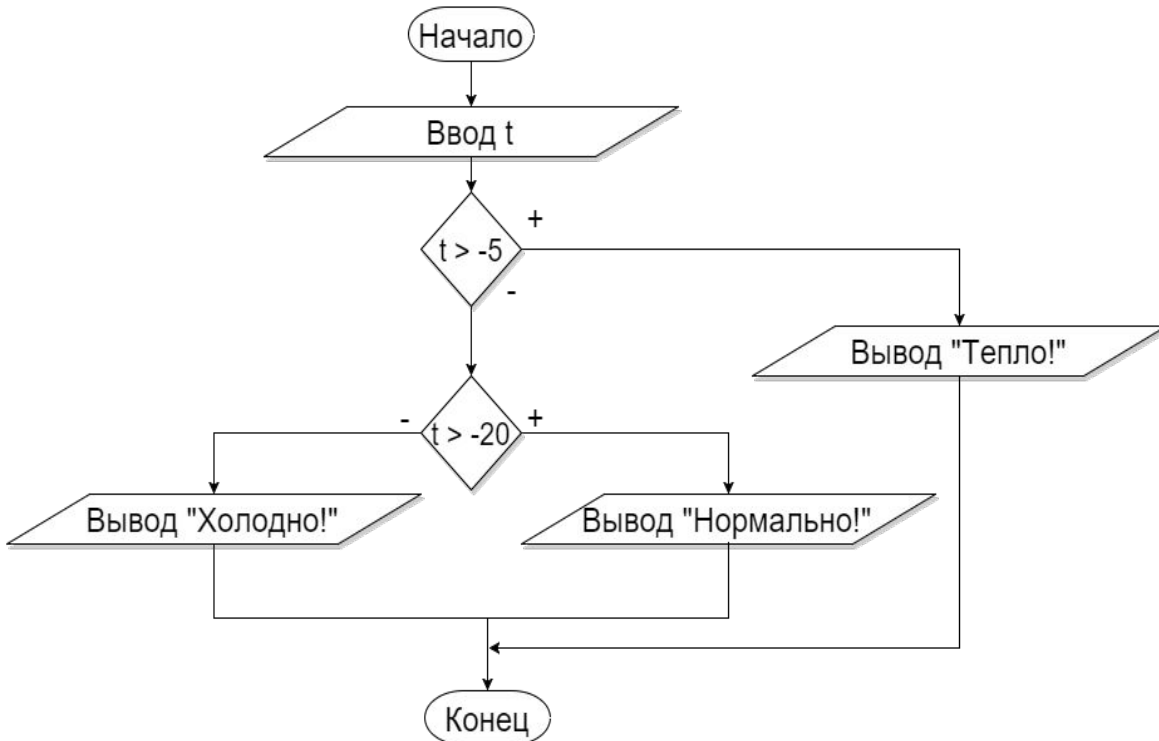 Начало
Ввод t
+
t > -5
-
Вывод "Тепло!"
-
t > -20
+
Вывод "Холодно!"
Вывод "Нормально!"
Конец